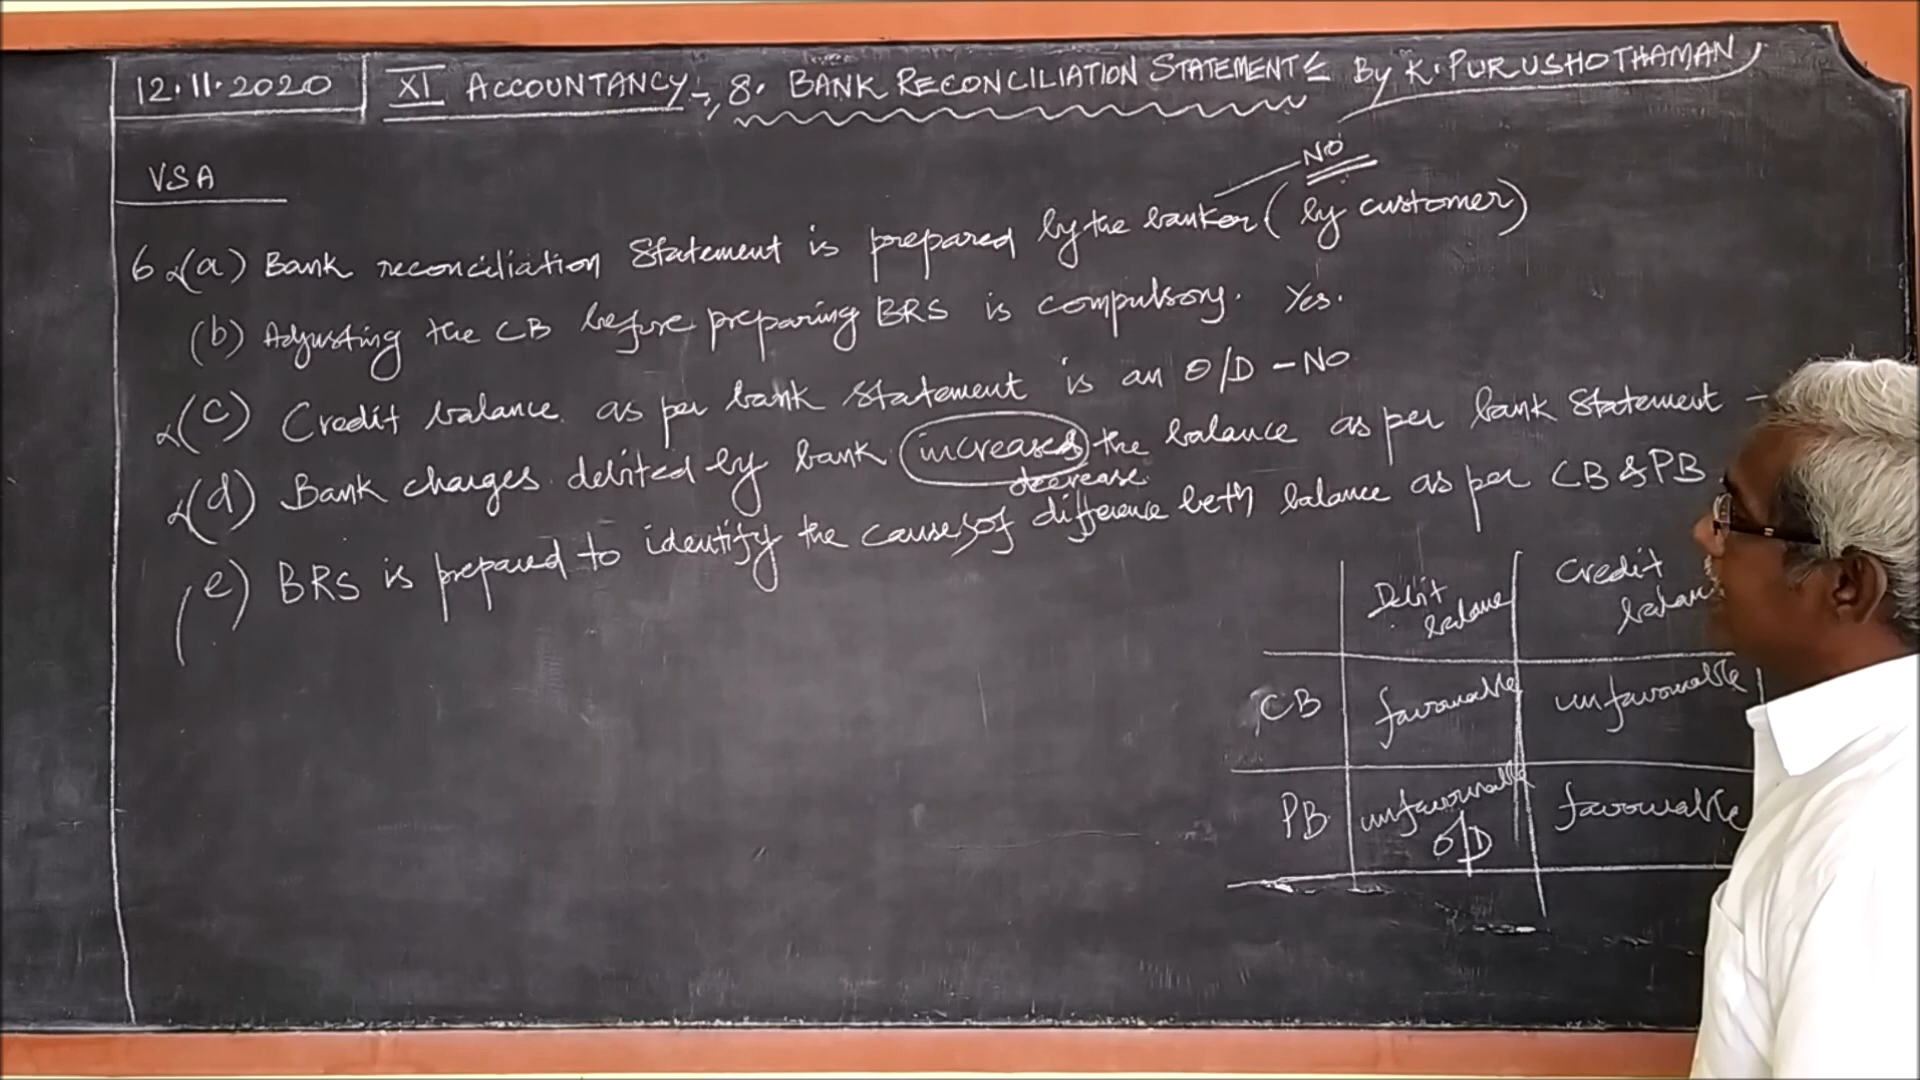 12.11.2020 XI ACCOUNTANCY :- 8. BANK RECONCILIATION STATEMENTS By K. PURUSHOTHAMAN
VSA
NO
6 (a) Bank reconciliation Statement is prepared by the banker ( by customer)
(b) Adjusting the CB before preparing BRS is compulsory. Yes.
(c) Credit balance as per bank statement is an O/D - NO
(d) Bank charges debited by bank increases the balance as per bank statement -
decrease
(e) BRS is prepared to identify the causes of difference betn balance as per CB & PB
Debit balance Credit
CB favourable unfavourable
PB unfavourable favourable
O/D